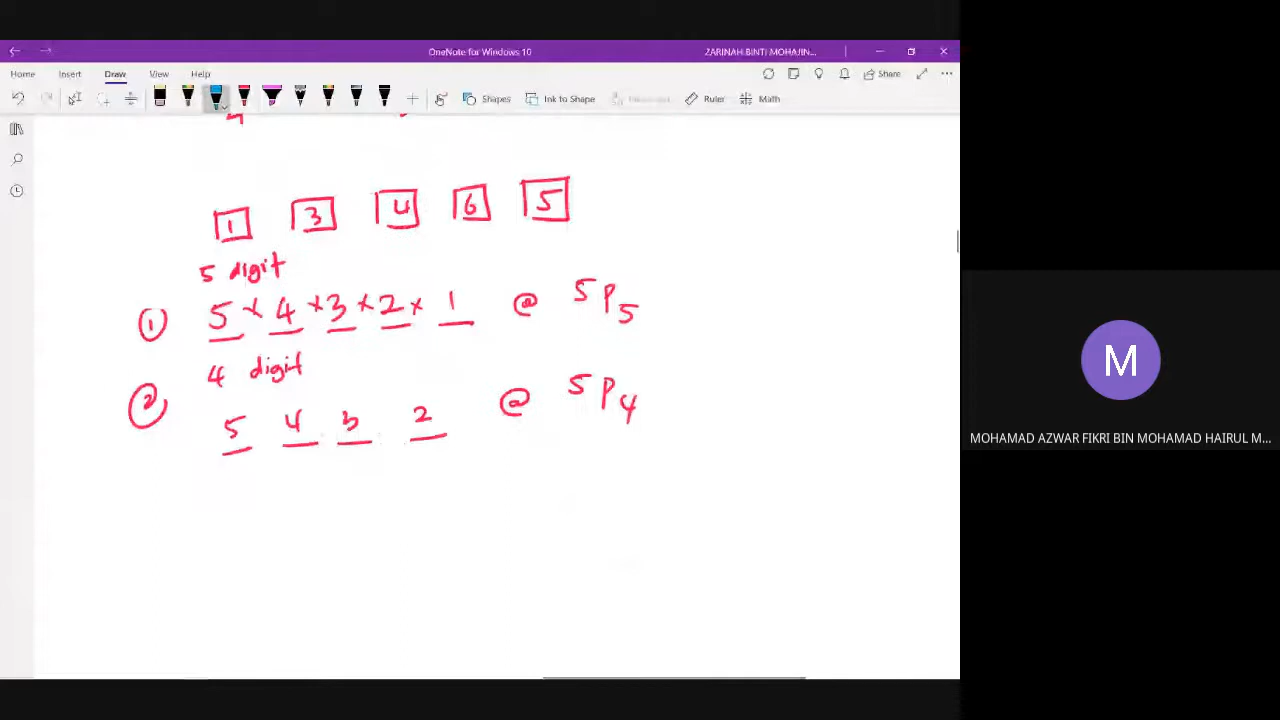 OneNote for Windows 10
ZARINAH BINTI MOHAJIN...
Home Insert Draw View Help
Share
Shapes Ink to Shape Ruler Math
4
1 3 4 6 5
5 digit
① 5 × 4 × 3 × 2 × 1 @ 5P5
4 digit
② 5 4 3 2 @ 5P4
M
MOHAMAD AZWAR FIKRI BIN MOHAMAD HAIRUL M...